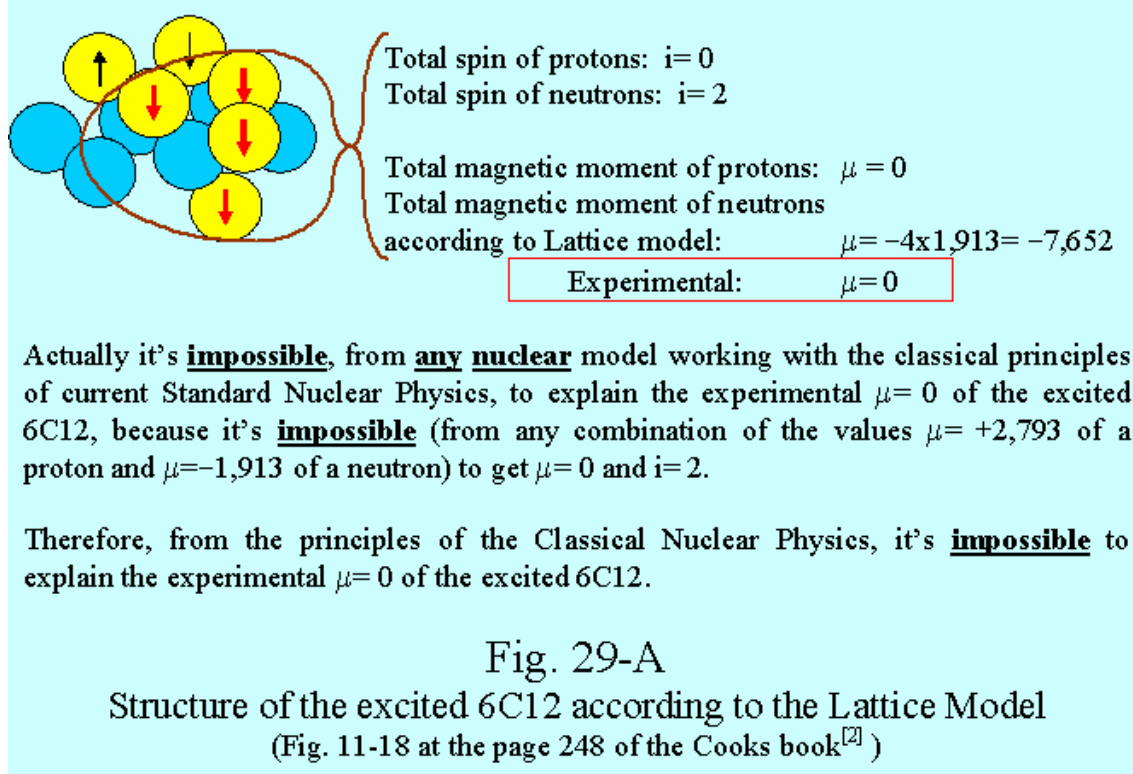 Total spin of protons: i= 0
Total spin of neutrons: i= 2
Total magnetic moment of protons: μ = 0
Total magnetic moment of neutrons
according to Lattice model: μ= −4x1,913= −7,652
Experimental: μ= 0
Actually it's impossible, from any nuclear model working with the classical principles
of current Standard Nuclear Physics, to explain the experimental μ= 0 of the excited
6C12, because it's impossible (from any combination of the values μ= +2,793 of a
proton and μ=−1,913 of a neutron) to get μ= 0 and i= 2.
Therefore, from the principles of the Classical Nuclear Physics, it's impossible to
explain the experimental μ= 0 of the excited 6C12.
Fig. 29-A
Structure of the excited 6C12 according to the Lattice Model
(Fig. 11-18 at the page 248 of the Cooks book[2] )